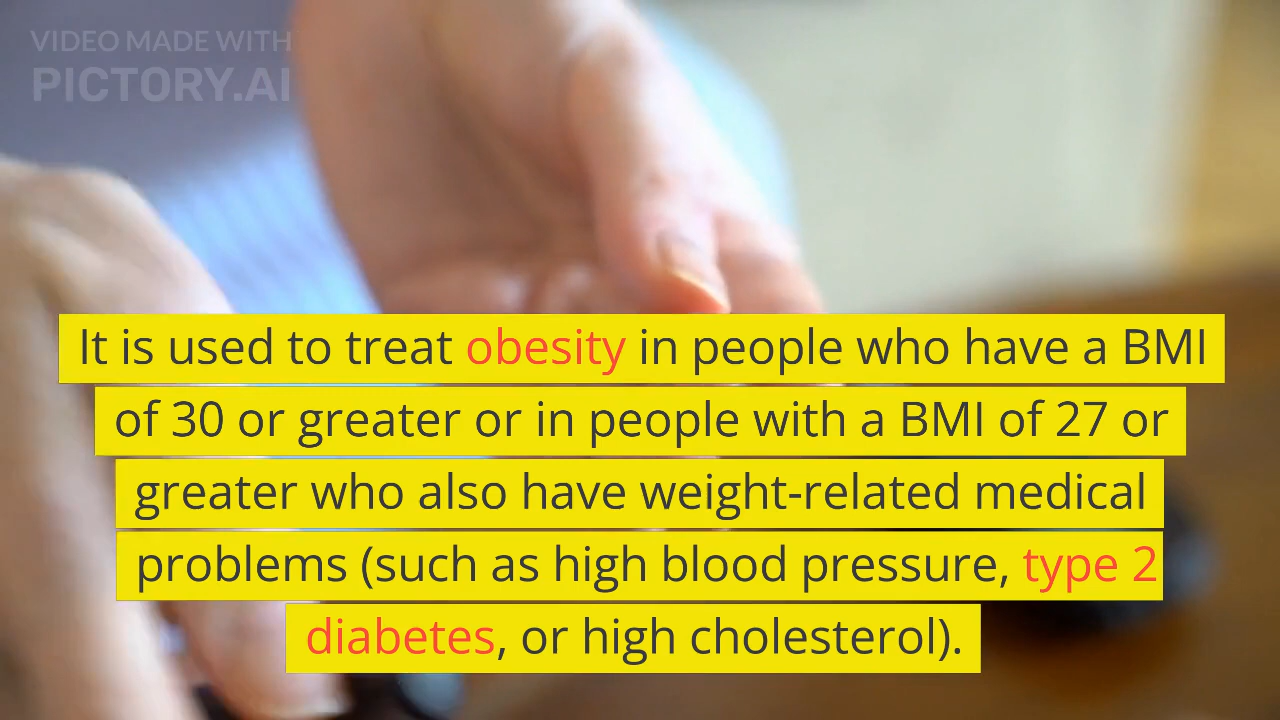 VIDEO MADE WITH
PICTORY.AI
It is used to treat obesity in people who have a BMI
of 30 or greater or in people with a BMI of 27 or
greater who also have weight-related medical
problems (such as high blood pressure, type 2
diabetes, or high cholesterol).